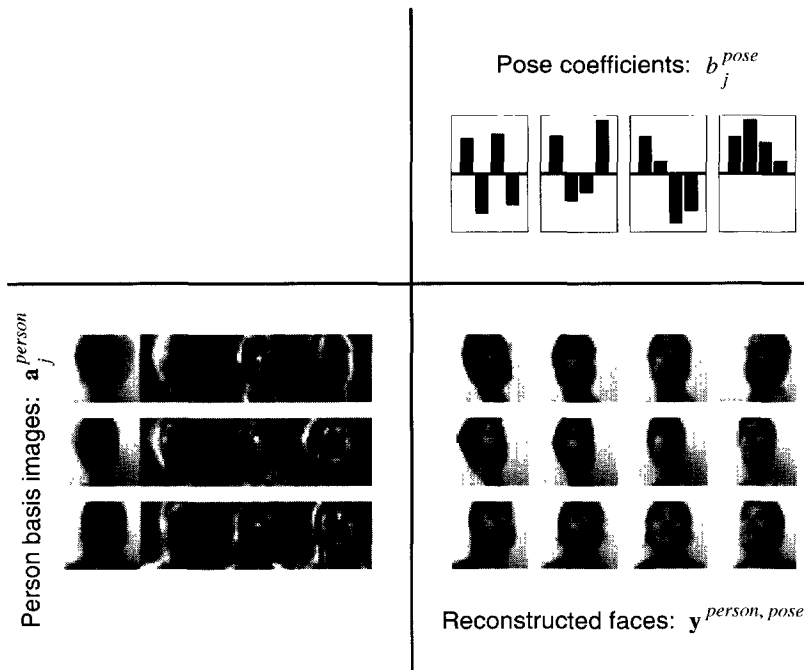 Pose coefficients: b_j^pose
Person basis images: a_j^person
Reconstructed faces: y^person, pose